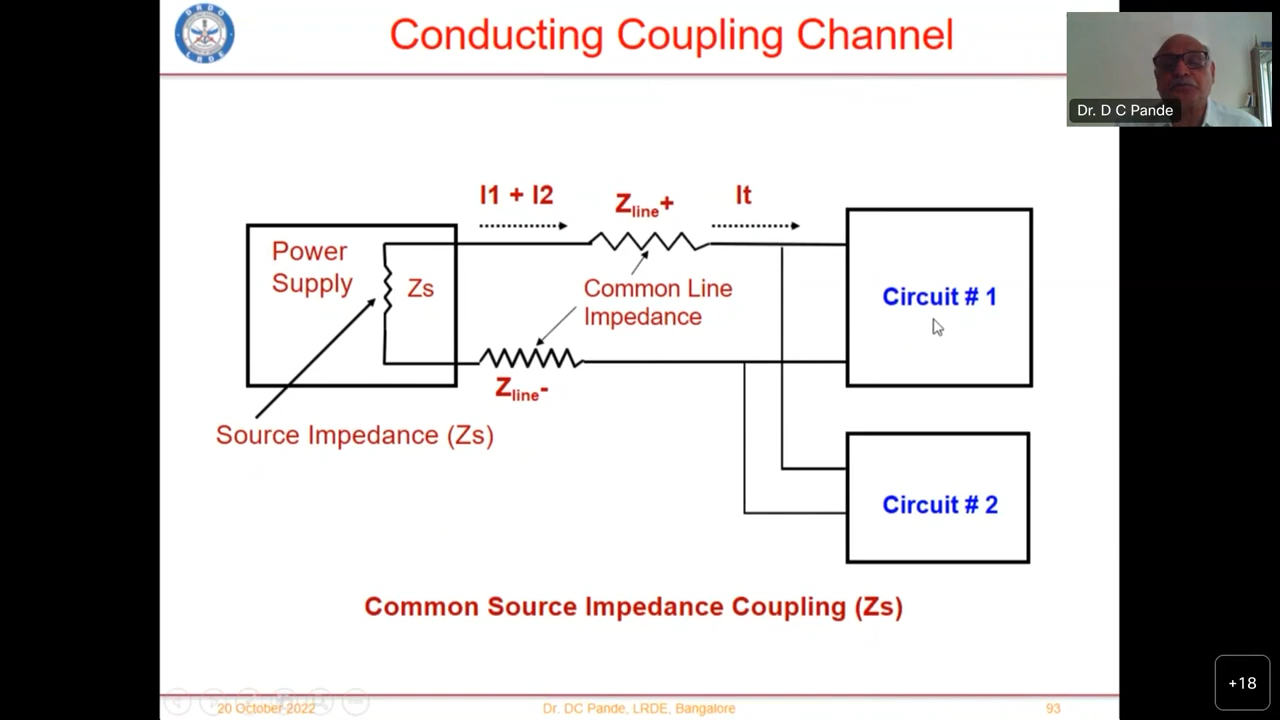 DRDO
LRDE
Conducting Coupling Channel
Dr. D C Pande
I1 + I2
Zline+
It
Power
Supply
Zs
Common Line
Impedance
Circuit # 1
Zline-
Source Impedance (Zs)
Circuit # 2
Common Source Impedance Coupling (Zs)
20 October 2022
Dr. DC Pande, LRDE, Bangalore
93
+18